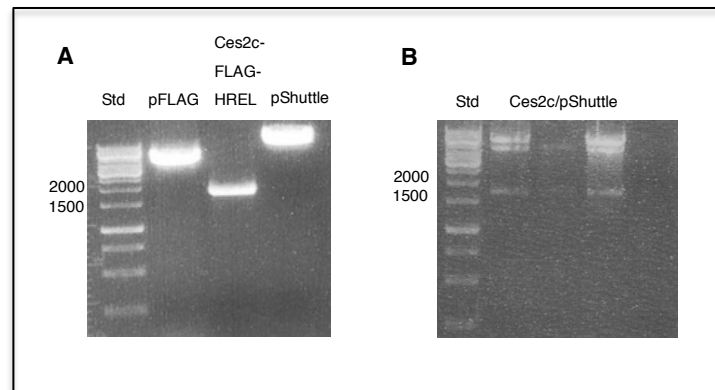 A
Ces2c-
FLAG-
Std pFLAG HREL pShuttle
2000
1500
B
Std Ces2c/pShuttle
2000
1500